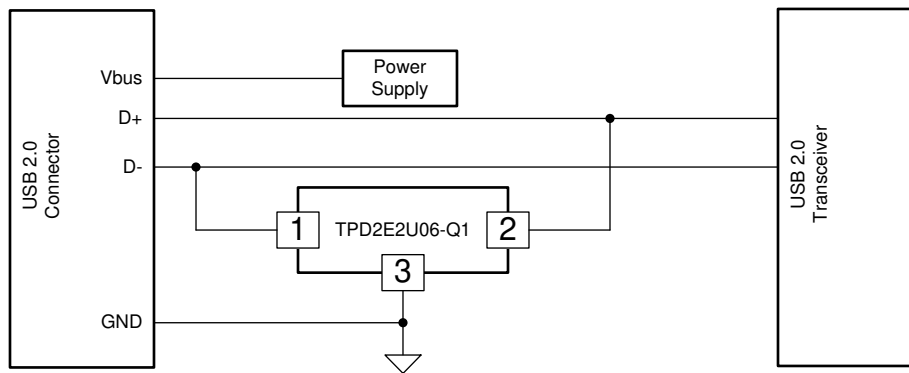 USB 2.0
Connector
Vbus
D+
D-
GND
Power
Supply
1
TPD2E2U06-Q1
2
3
USB 2.0
Transceiver